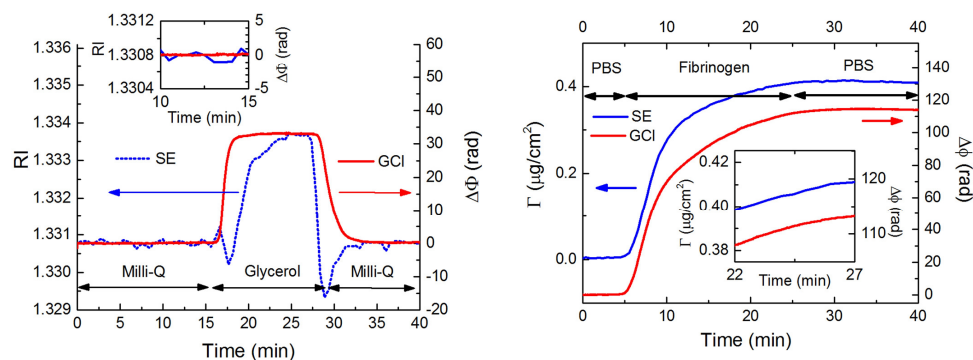 1.3312
1.3308
1.3304
RI
5
0
-5
ΔΦ (rad)
10
15
Time (min)
1.336
1.335
1.334
1.333
1.332
1.331
1.330
1.329
RI
60
50
40
30
20
10
0
-10
-20
ΔΦ (rad)
SE
GCI
Milli-Q
Glycerol
Milli-Q
0 5 10 15 20 25 30 35 40
Time (min)
0 10 20 30 40
PBS
Fibrinogen
PBS
SE
GCI
0.4
0.2
0.0
Γ (μg/cm²)
140
120
100
80
60
40
20
0
Δφ (rad)
0.42
0.40
0.38
Γ (μg/cm²)
120
110
Δφ (rad)
22
27
Time (min)
0 10 20 30 40
Time (min)